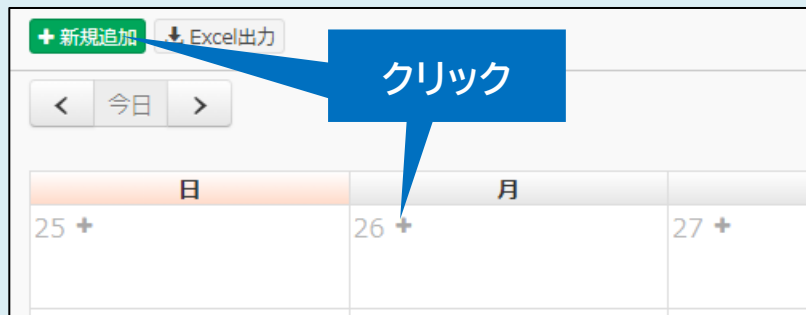 + 新規追加 Excel出力
クリック
< 今日 >
日 月
25 + 26 + 27 +